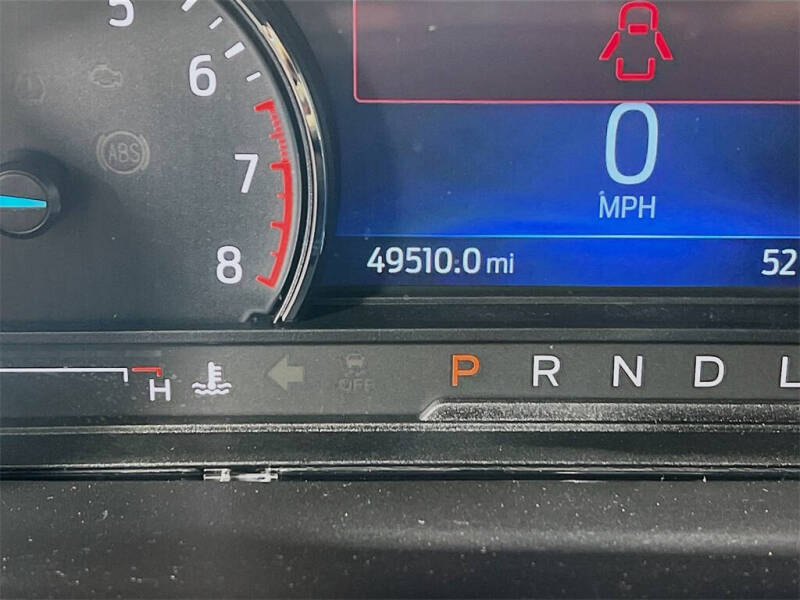 5
6
7
8
ABS
0
MPH
49510.0 mi
52
H
OFF
P R N D L